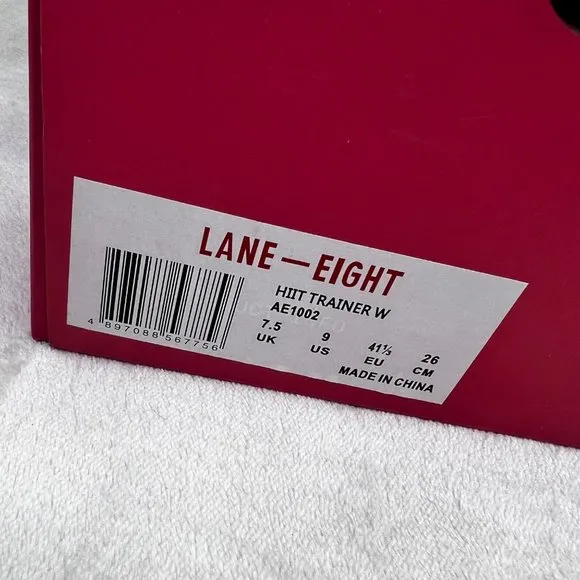 LANE—EIGHT
HIIT TRAINER W
AE1002
7.5 9 41⅓ 26
UK US EU CM
MADE IN CHINA
4 897088 567756